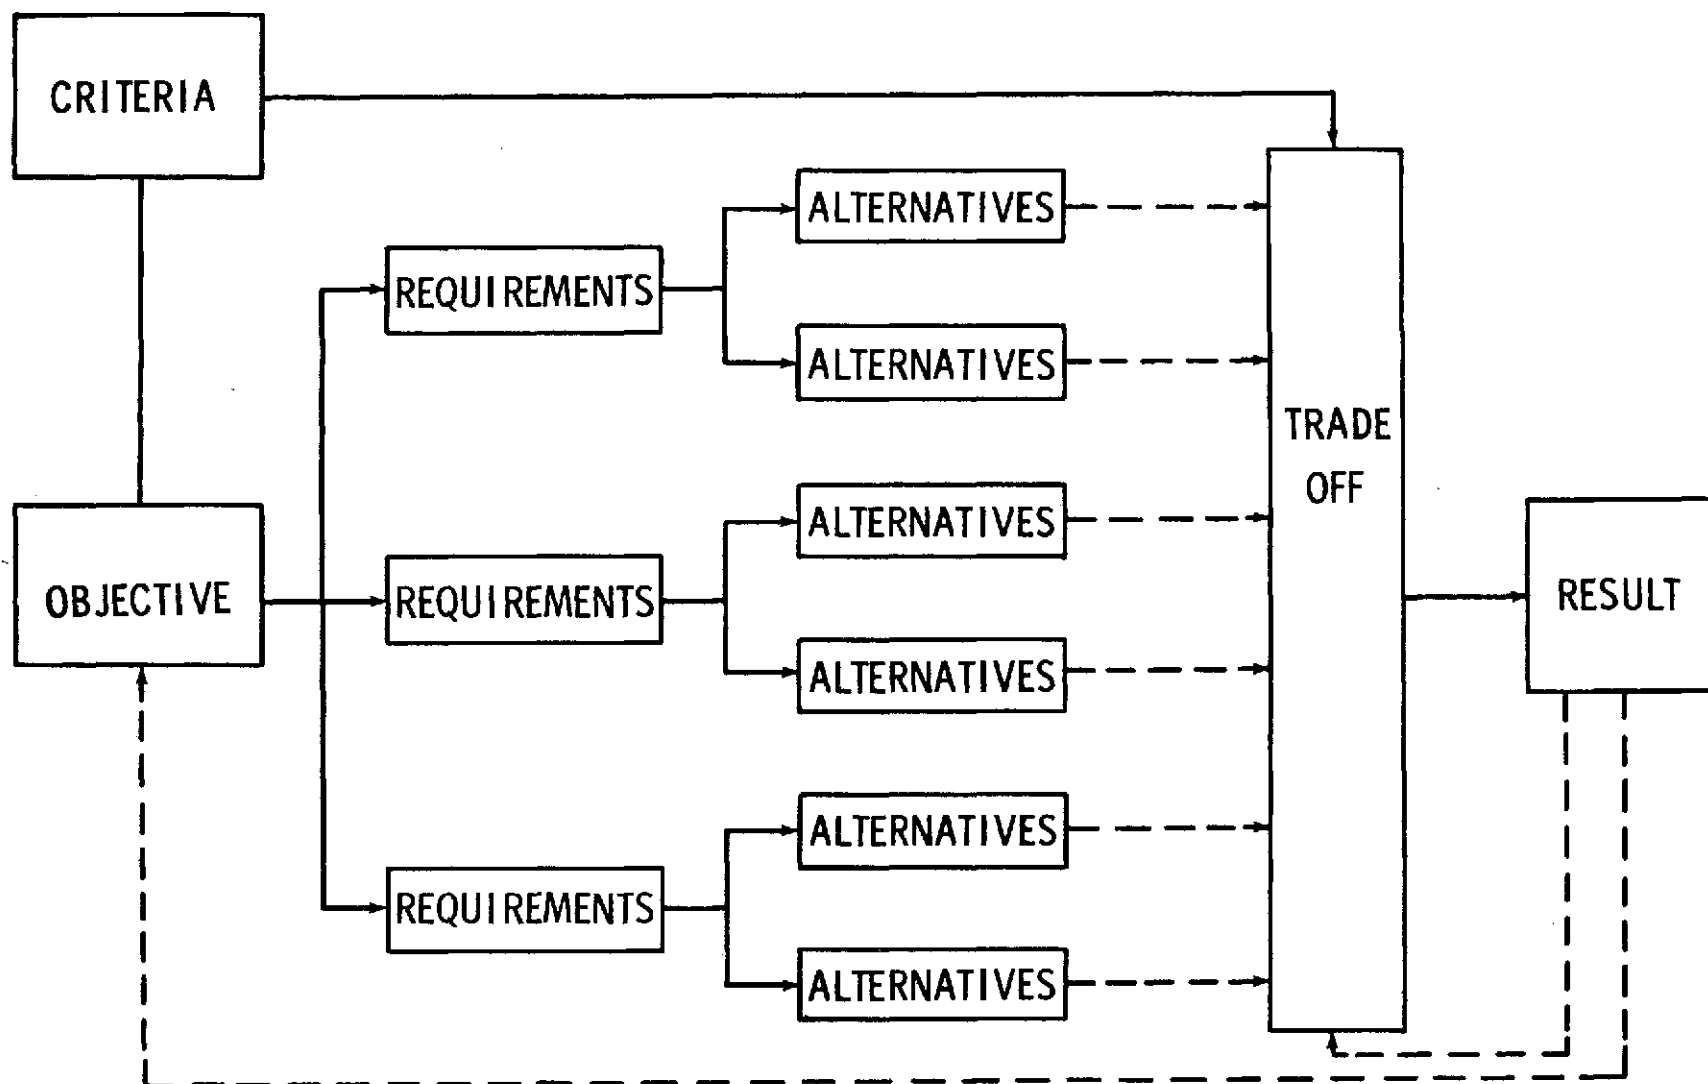 CRITERIA
OBJECTIVE
REQUIREMENTS
REQUIREMENTS
REQUIREMENTS
ALTERNATIVES
ALTERNATIVES
ALTERNATIVES
ALTERNATIVES
ALTERNATIVES
ALTERNATIVES
TRADE
OFF
RESULT